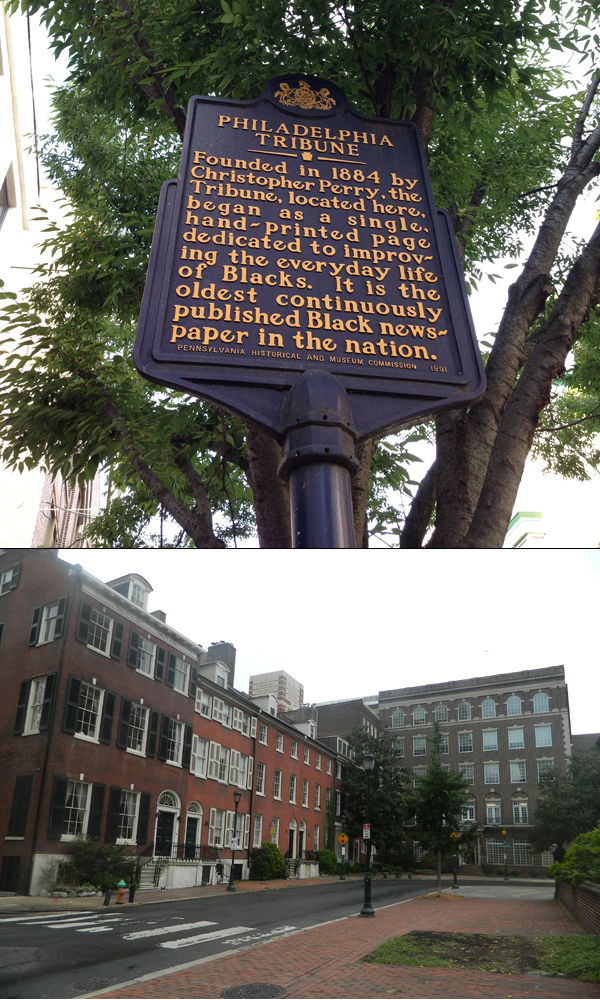 PHILADELPHIA
TRIBUNE
Founded in 1884 by
Christopher Perry, the
Tribune, located here,
began as a single,
hand-printed page
dedicated to improv-
ing the everyday life
of Blacks. It is the
oldest continuously
published Black news-
paper in the nation.
PENNSYLVANIA HISTORICAL AND MUSEUM COMMISSION 1991